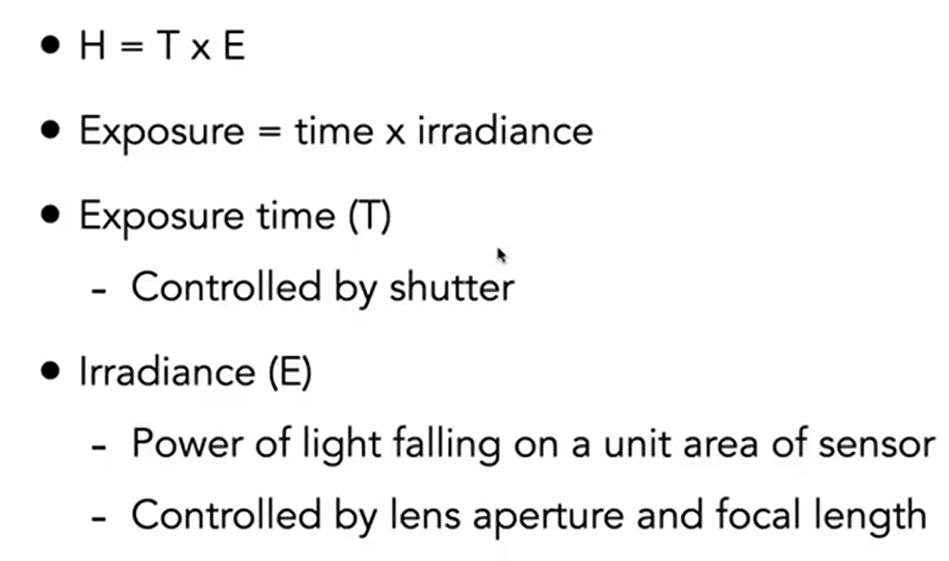 • H = T x E
• Exposure = time x irradiance
• Exposure time (T)
- Controlled by shutter
• Irradiance (E)
- Power of light falling on a unit area of sensor
- Controlled by lens aperture and focal length